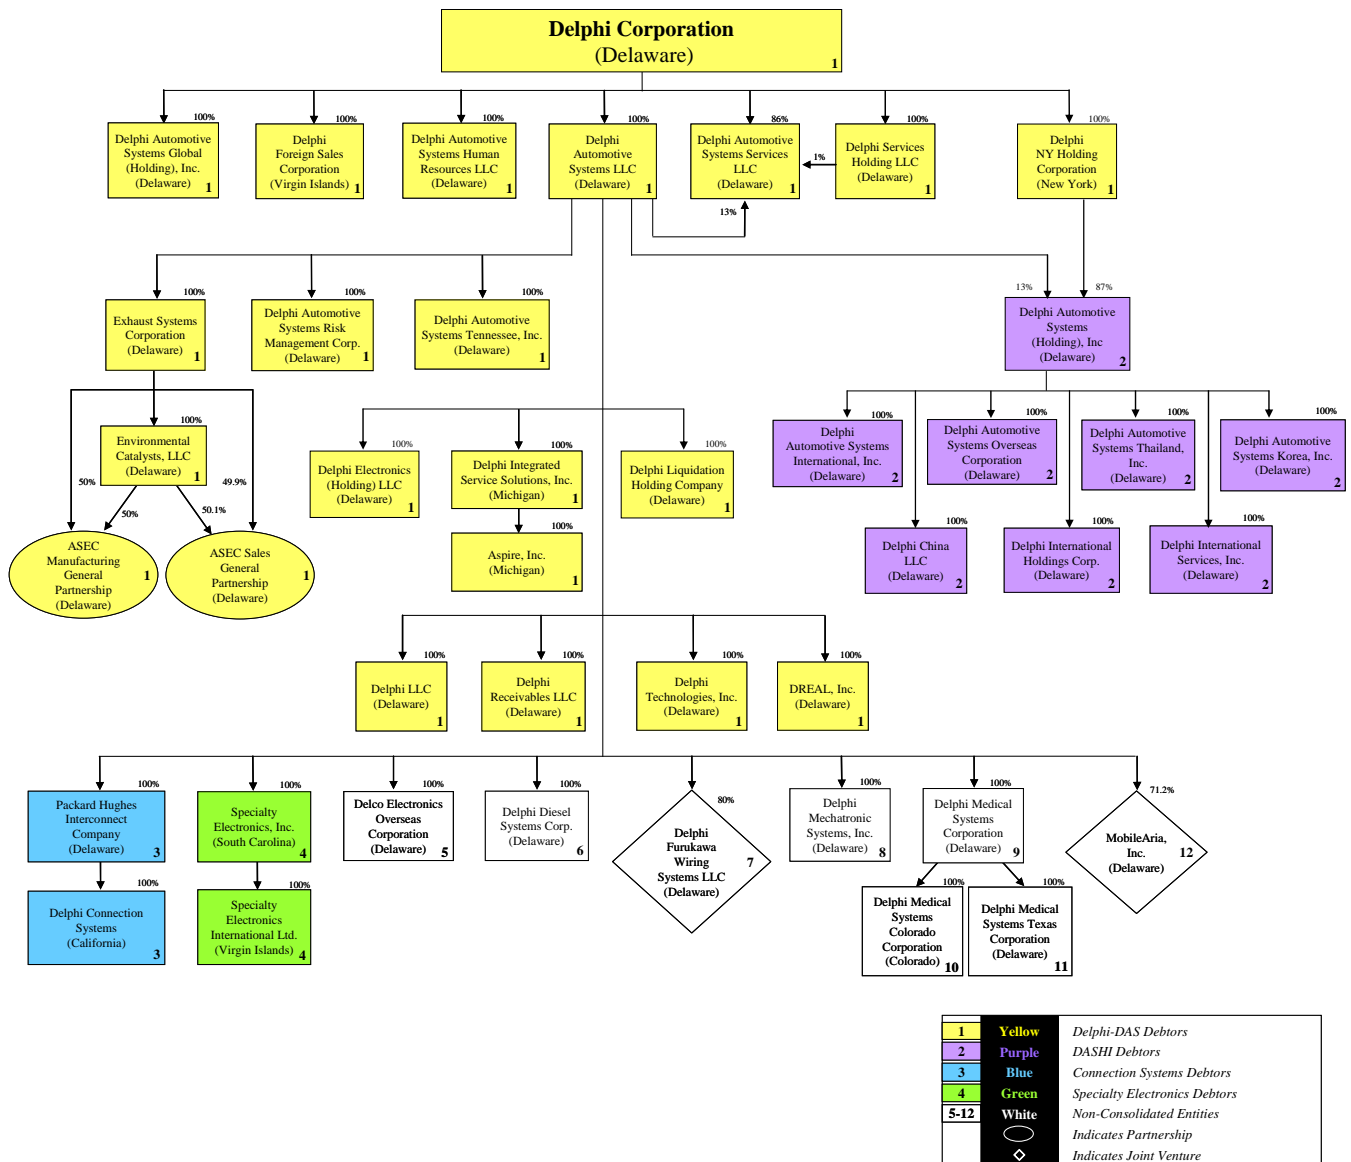 Delphi Corporation
(Delaware)
1
100%
Delphi Automotive
Systems Global
(Holding), Inc.
(Delaware)
1
100%
Delphi
Foreign Sales
Corporation
(Virgin Islands)
1
100%
Delphi Automotive
Systems Human
Resources LLC
(Delaware)
1
100%
Delphi
Automotive
Systems LLC
(Delaware)
1
86%
Delphi Automotive
Systems Services
LLC
(Delaware)
1
1%
100%
Delphi Services
Holding LLC
(Delaware)
1
100%
Delphi
NY Holding
Corporation
(New York)
1
13%
100%
Exhaust Systems
Corporation
(Delaware)
1
100%
Delphi Automotive
Systems Risk
Management Corp.
(Delaware)
1
100%
Delphi Automotive
Systems Tennessee, Inc.
(Delaware)
1
13%
87%
Delphi Automotive
Systems
(Holding), Inc
(Delaware)
2
100%
Environmental
Catalysts, LLC
(Delaware)
1
50%
50%
50.1%
49.9%
ASEC
Manufacturing
General
Partnership
(Delaware)
1
ASEC Sales
General
Partnership
(Delaware)
1
100%
Delphi Electronics
(Holding) LLC
(Delaware)
1
100%
Delphi Integrated
Service Solutions, Inc.
(Michigan)
1
100%
Delphi Liquidation
Holding Company
(Delaware)
1
100%
Aspire, Inc.
(Michigan)
1
100%
Delphi
Automotive Systems
International, Inc.
(Delaware)
2
100%
Delphi Automotive
Systems Overseas
Corporation
(Delaware)
2
100%
Delphi Automotive
Systems Thailand,
Inc.
(Delaware)
2
100%
Delphi Automotive
Systems Korea, Inc.
(Delaware)
2
100%
Delphi China
LLC
(Delaware)
2
100%
Delphi International
Holdings Corp.
(Delaware)
2
100%
Delphi International
Services, Inc.
(Delaware)
2
100%
Delphi LLC
(Delaware)
1
100%
Delphi
Receivables LLC
(Delaware)
1
100%
Delphi
Technologies, Inc.
(Delaware)
1
100%
DREAL, Inc.
(Delaware)
1
100%
Packard Hughes
Interconnect
Company
(Delaware)
3
100%
Specialty
Electronics, Inc.
(South Carolina)
4
100%
Delco Electronics
Overseas
Corporation
(Delaware)
5
100%
Delphi Diesel
Systems Corp.
(Delaware)
6
80%
Delphi
Furukawa
Wiring
Systems LLC
(Delaware)
7
100%
Delphi
Mechatronic
Systems, Inc.
(Delaware)
8
100%
Delphi Medical
Systems
Corporation
(Delaware)
9
71.2%
MobileAria,
Inc.
(Delaware)
12
100%
Delphi Connection
Systems
(California)
3
100%
Specialty
Electronics
International Ltd.
(Virgin Islands)
4
100%
Delphi Medical
Systems
Colorado
Corporation
(Colorado)
10
100%
Delphi Medical
Systems Texas
Corporation
(Delaware)
11
1 Yellow Delphi-DAS Debtors
2 Purple DASHI Debtors
3 Blue Connection Systems Debtors
4 Green Specialty Electronics Debtors
5-12 White Non-Consolidated Entities
Indicates Partnership
Indicates Joint Venture